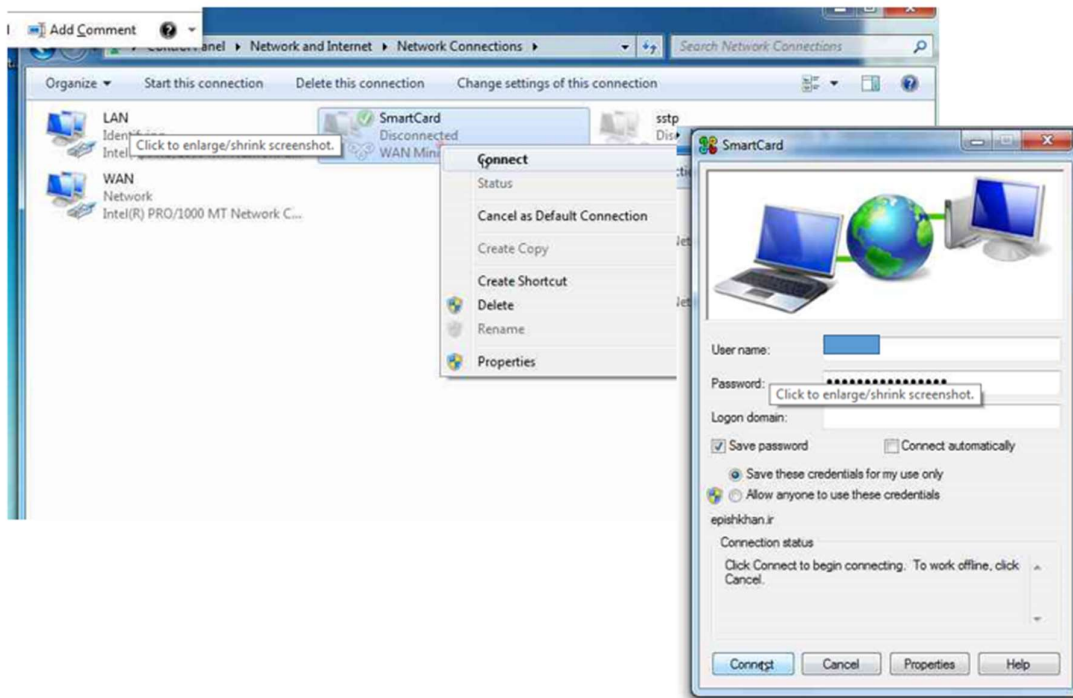 Add Comment
Network and Internet
Network Connections
Search Network Connections
Organize
Start this connection
Delete this connection
Change settings of this connection
LAN
Click to enlarge/shrink screenshot.
WAN
Network
Intel(R) PRO/1000 MT Network C...
SmartCard
Disconnected
WAN Mini
sstp
Connect
Status
Cancel as Default Connection
Create Copy
Create Shortcut
Delete
Rename
Properties
SmartCard
User name:
Password:
Click to enlarge/shrink screenshot.
Logon domain:
Save password
Connect automatically
Save these credentials for my use only
Allow anyone to use these credentials
epishkhan.ir
Connection status
Click Connect to begin connecting. To work offline, click
Cancel.
Connect
Cancel
Properties
Help